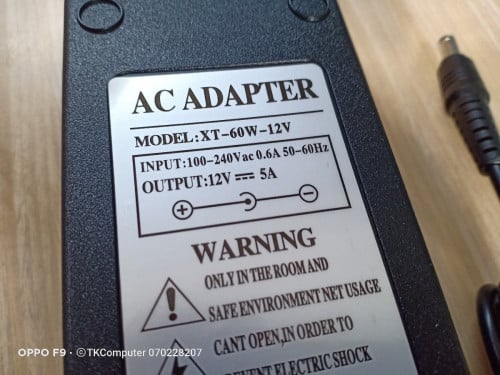 AC ADAPTER
MODEL:XT-60W-12V
INPUT:100-240Vac 0.6A 50-60Hz
OUTPUT:12V ⎓ 5A
WARNING
ONLY IN THE ROOM AND
SAFE ENVIRONMENT NET USAGE
CANT OPEN,IN ORDER TO
PREVENT ELECTRIC SHOCK
OPPO F9 · ©TKComputer 070228207